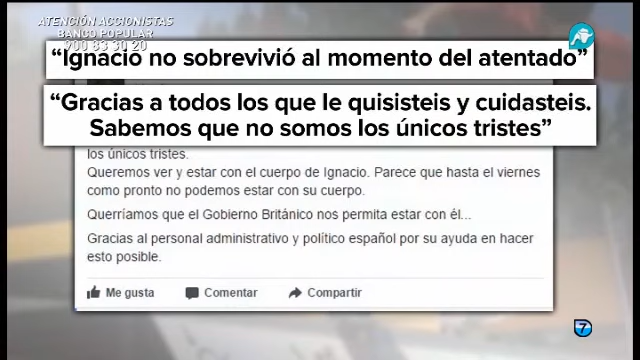 ATENCIÓN ACCIONISTAS
BANCO POPULAR
900 83 30 20
“Ignacio no sobrevivió al momento del atentado”
“Gracias a todos los que le quisisteis y cuidasteis.
Sabemos que no somos los únicos tristes”
los únicos tristes.
Queremos ver y estar con el cuerpo de Ignacio. Parece que hasta el viernes
como pronto no podemos estar con su cuerpo.
Querríamos que el Gobierno Británico nos permita estar con él...
Gracias al personal administrativo y político español por su ayuda en hacer
esto posible.
Me gusta
Comentar
Compartir
7